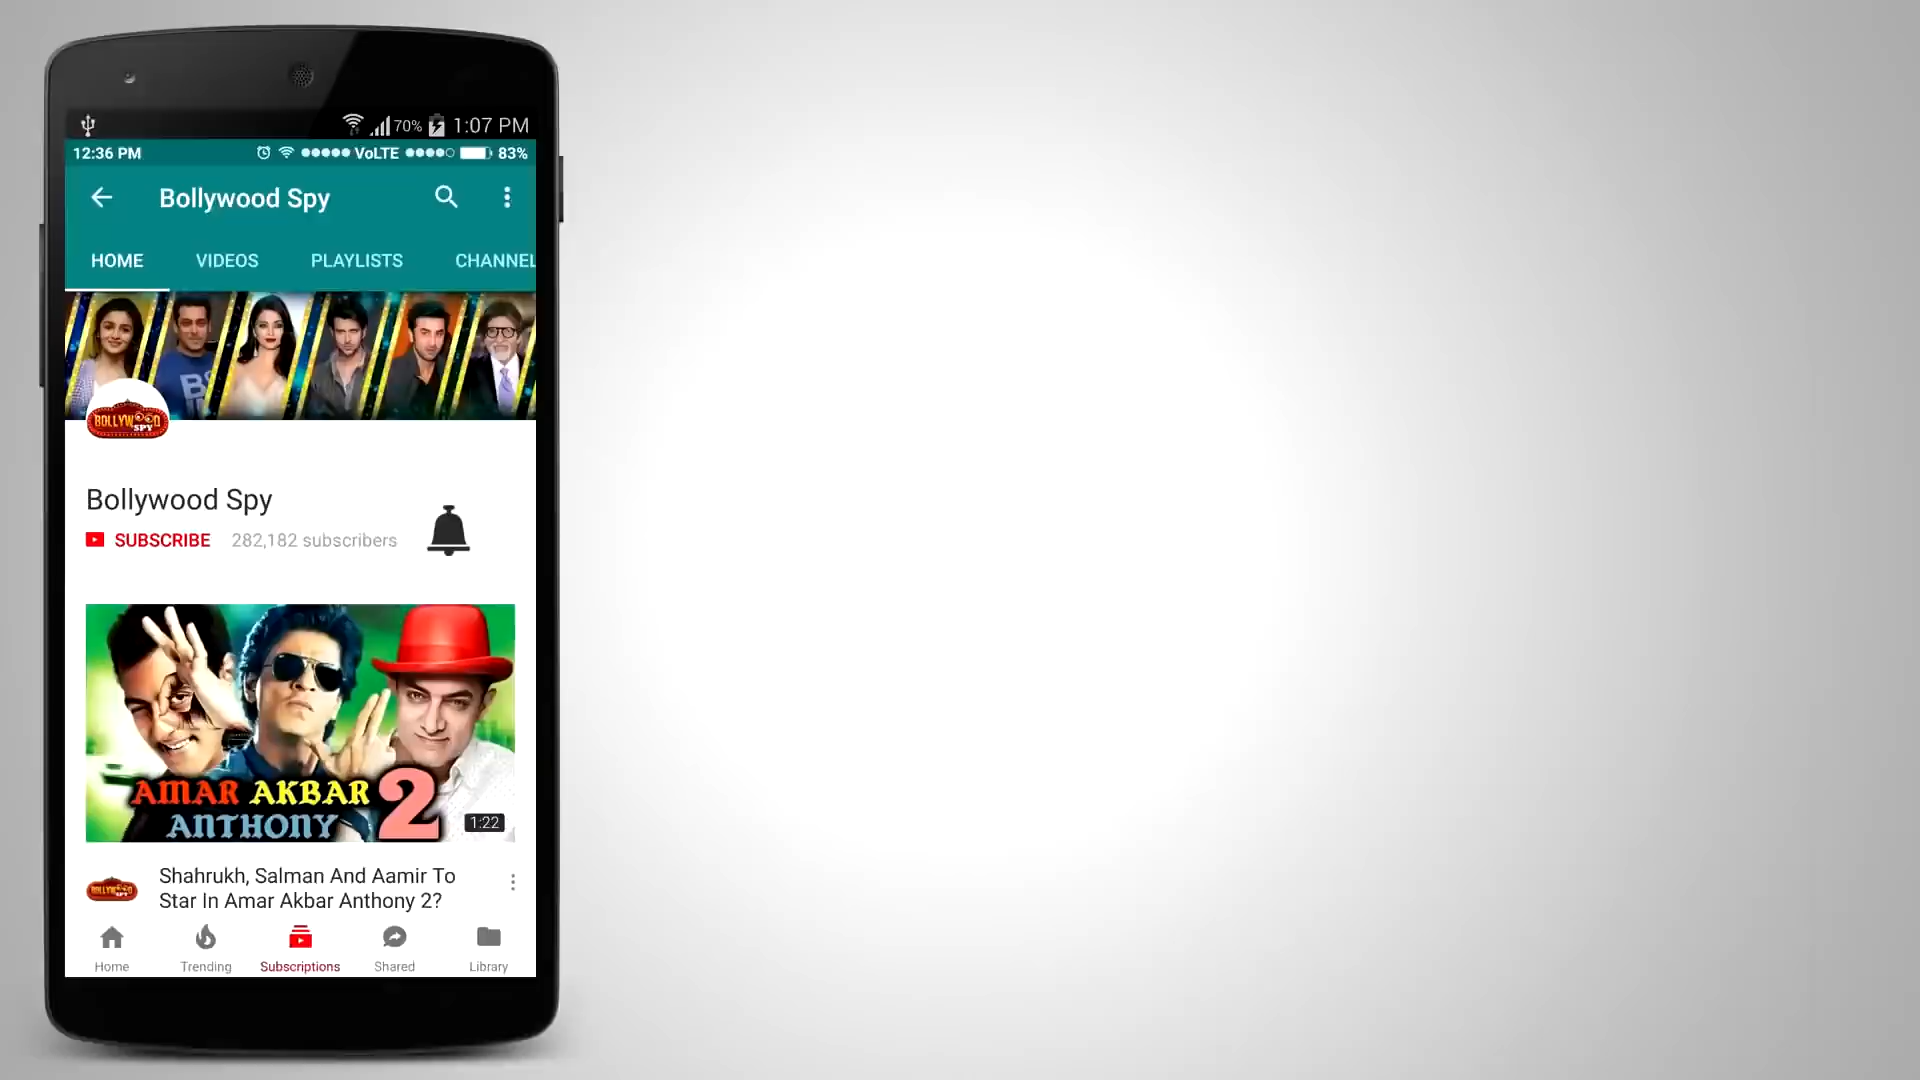 70% 1:07 PM
12:36 PM VoLTE 83%
Bollywood Spy
HOME VIDEOS PLAYLISTS CHANNEL
BOLLYWOOD
SPY
Bollywood Spy
SUBSCRIBE 282,182 subscribers
AMAR AKBAR
ANTHONY 2
1:22
Shahrukh, Salman And Aamir To
Star In Amar Akbar Anthony 2?
Home Trending Subscriptions Shared Library